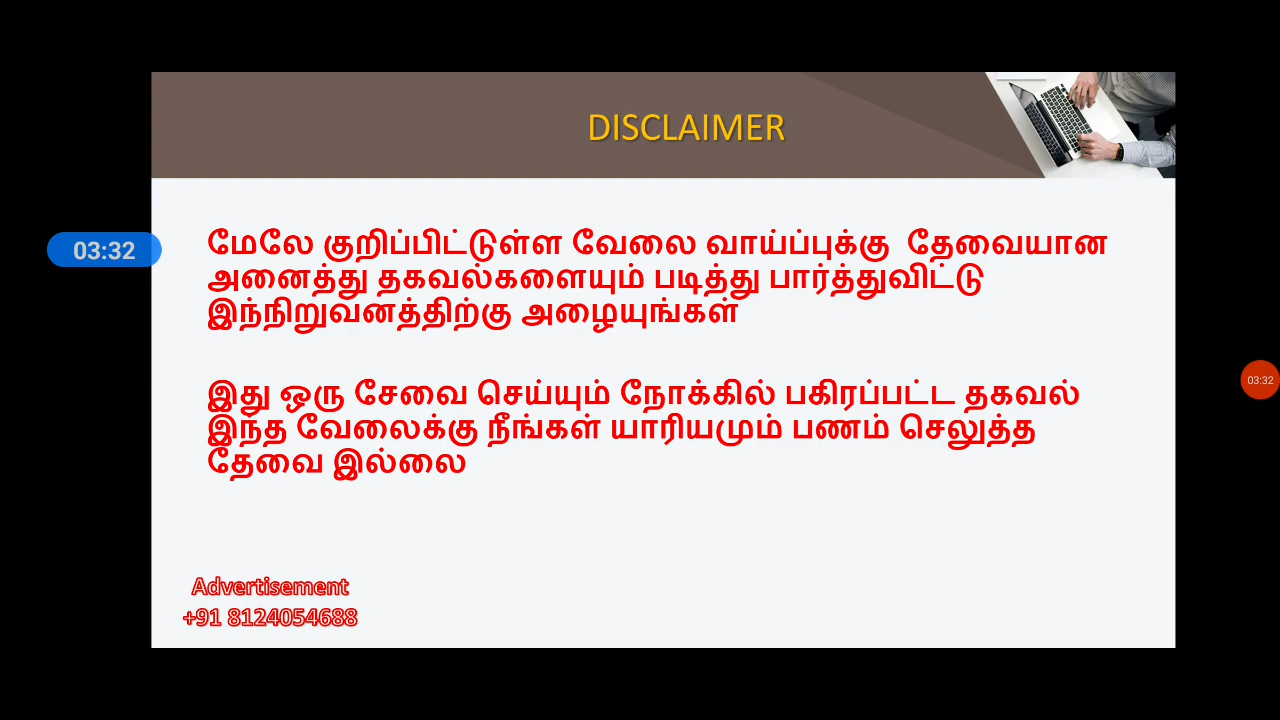 DISCLAIMER
மேலே குறிப்பிட்டுள்ள வேலை வாய்ப்புக்கு தேவையான
அனைத்து தகவல்களையும் படித்து பார்த்துவிட்டு
இந்நிறுவனத்திற்கு அழையுங்கள்
03:32
03:32
இது ஒரு சேவை செய்யும் நோக்கில் பகிரப்பட்ட தகவல்
இந்த வேலைக்கு நீங்கள் யாரியமும் பணம் செலுத்த
தேவை இல்லை
Advertisement
+91 8124054688